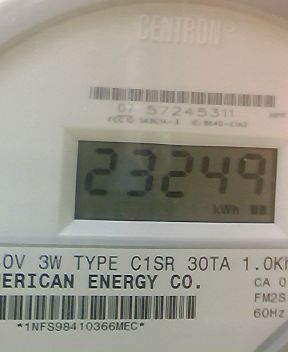 CENTRON
07 57245311
23249
kWh
0V 3W TYPE C1SR 30TA 1.0K
ERICAN ENERGY CO.
CA 0
FM2S
60Hz
*1NFS98410366MEC*